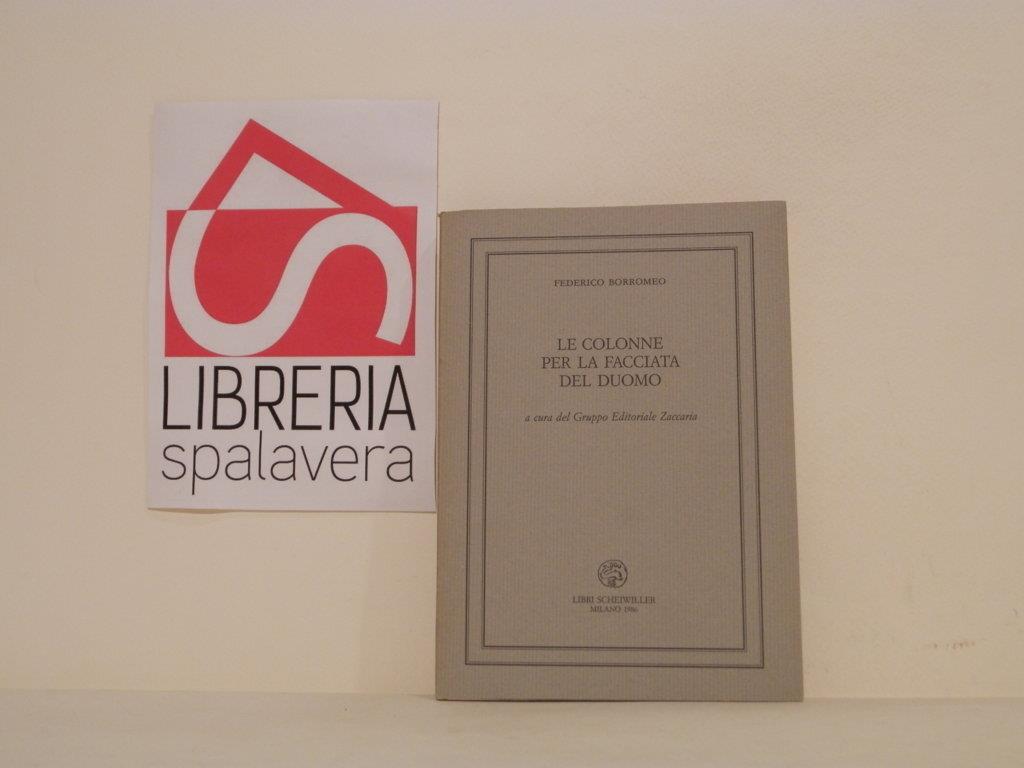 LIBRERIA
spalavera
FEDERICO BORROMEO
LE COLONNE
PER LA FACCIATA
DEL DUOMO
a cura del Gruppo Editoriale Zaccaria
LIBRI SCHEIWILLER
MILANO 1986